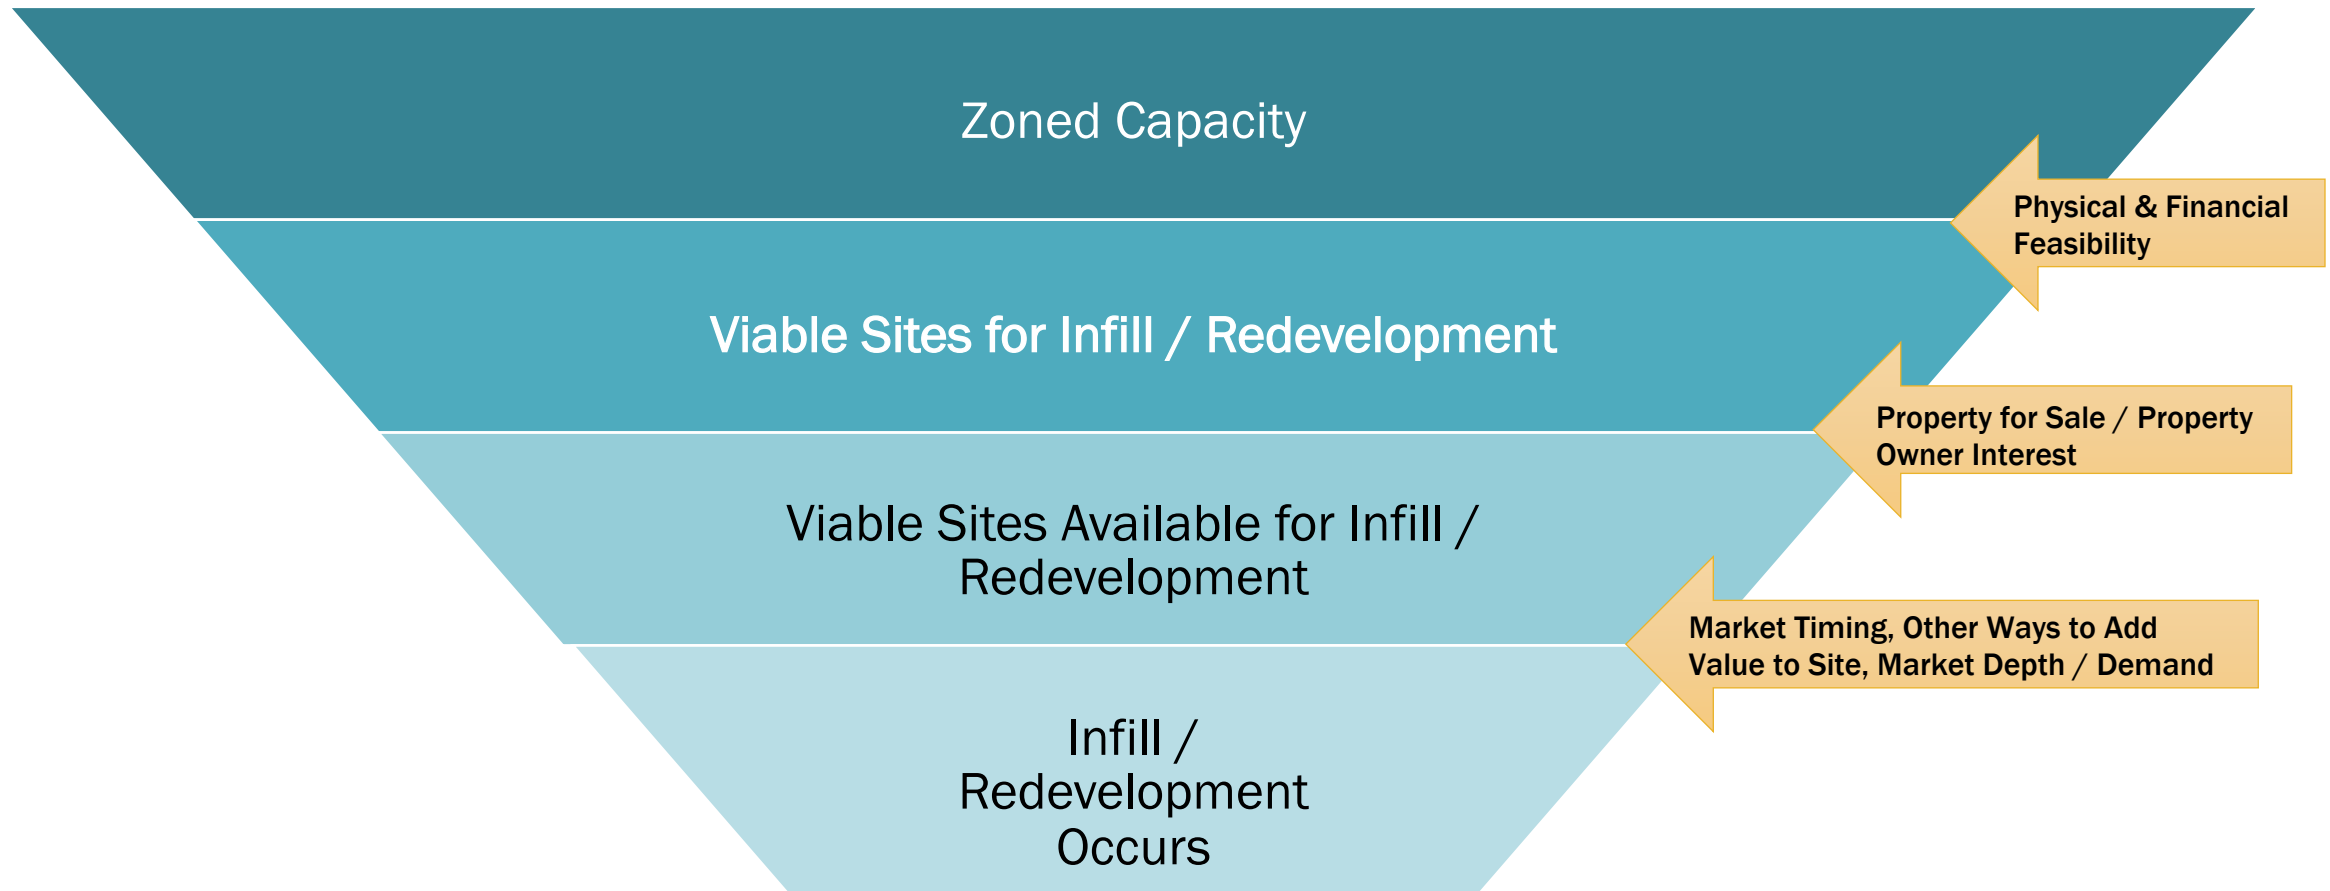 Zoned Capacity
Physical & Financial
Feasibility
Viable Sites for Infill / Redevelopment
Property for Sale / Property
Owner Interest
Viable Sites Available for Infill /
Redevelopment
Market Timing, Other Ways to Add
Value to Site, Market Depth / Demand
Infill /
Redevelopment
Occurs